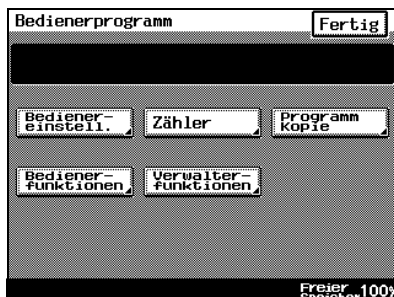 Bedienerprogramm
Fertig
Bediener-
einstell.
Zähler
Programm
Kopie
Bediener-
funktionen
Verwalter-
funktionen
Freier
Speicher 100%